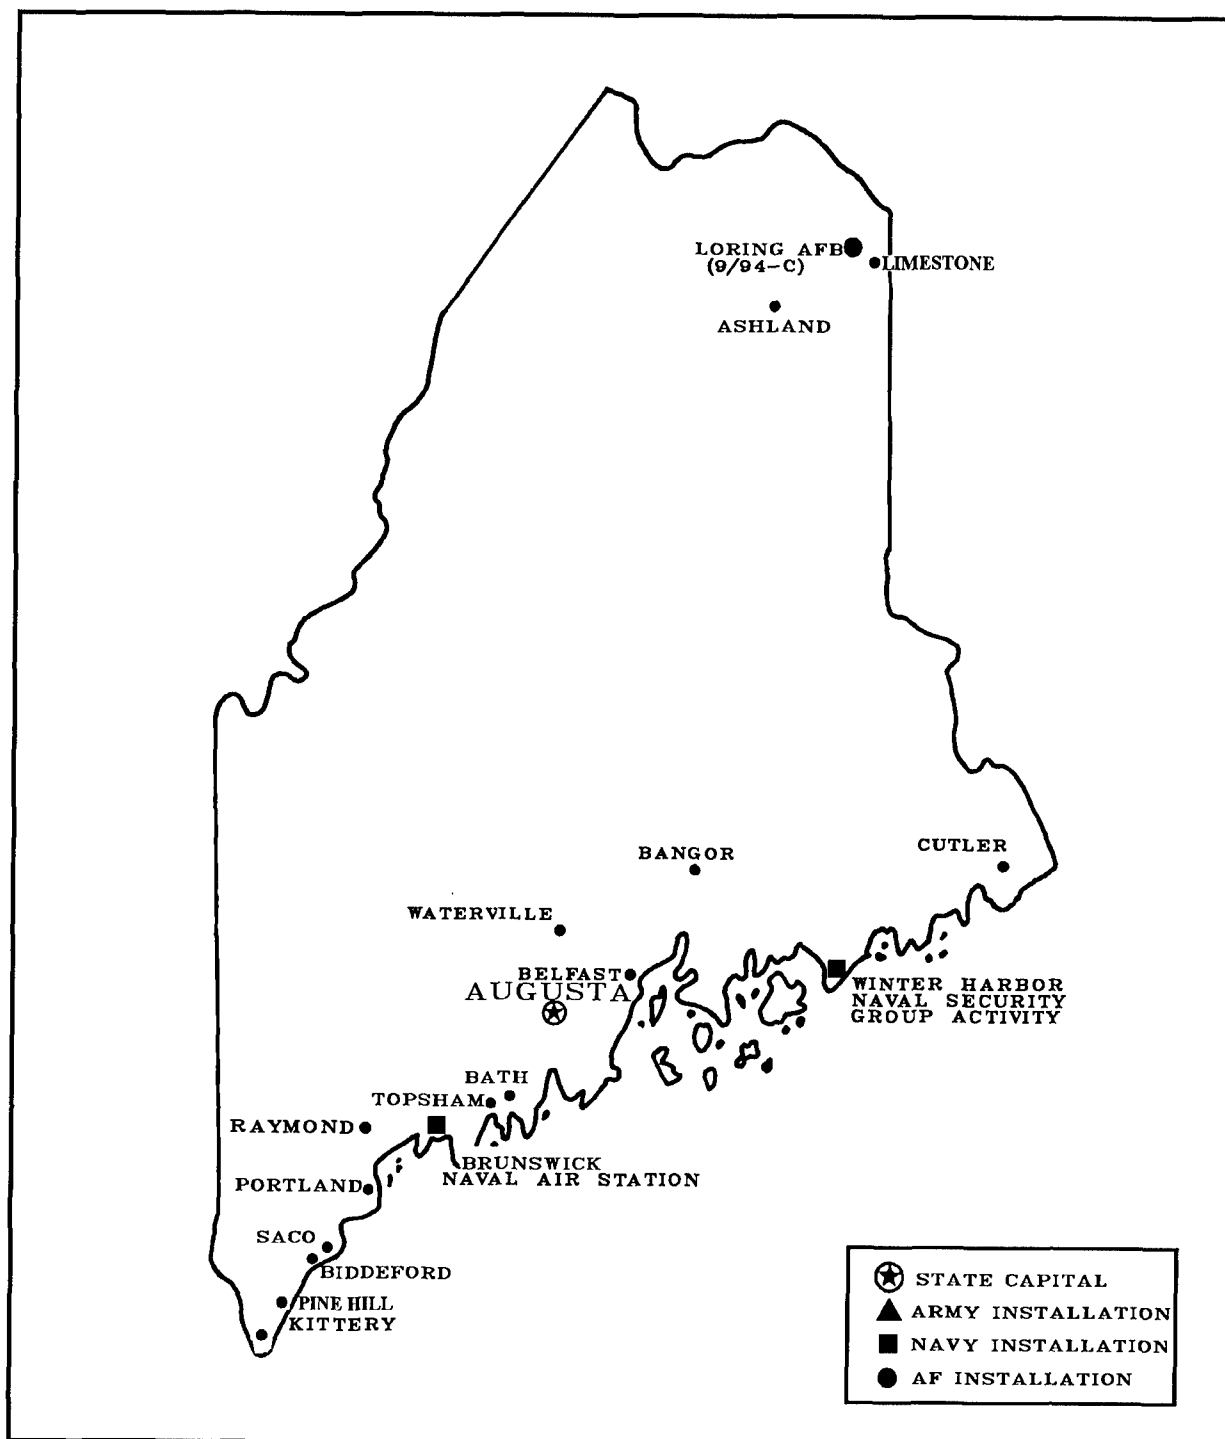 LORING AFB
(9/94-C)
LIMESTONE
ASHLAND
CUTLER
BANGOR
WATERVILLE
BELFAST
AUGUSTA
WINTER HARBOR
NAVAL SECURITY
GROUP ACTIVITY
BATH
TOPSHAM
RAYMOND
BRUNSWICK
NAVAL AIR STATION
PORTLAND
SACO
BIDDEFORD
PINE HILL
KITTERY
STATE CAPITAL
ARMY INSTALLATION
NAVY INSTALLATION
AF INSTALLATION